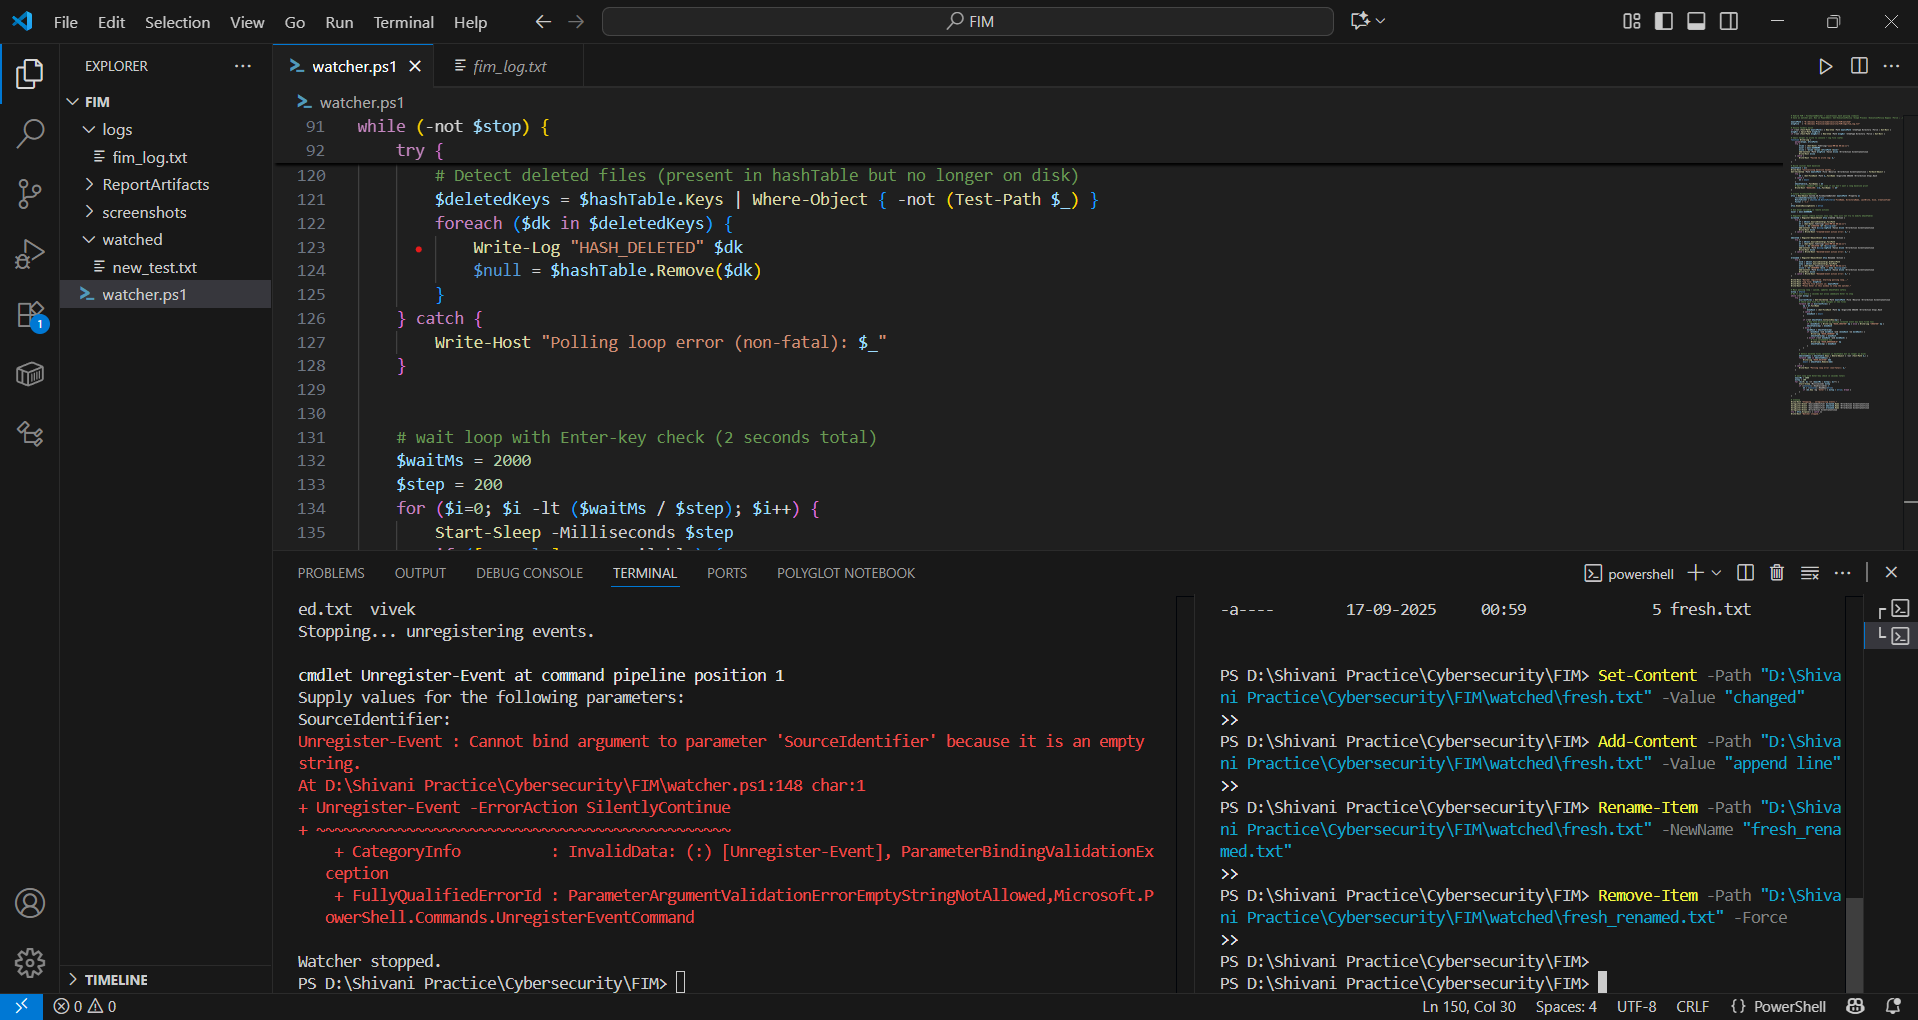 File Edit Selection View Go Run Terminal Help
FIM
EXPLORER
FIM
logs
fim_log.txt
ReportArtifacts
screenshots
watched
new_test.txt
watcher.ps1
TIMELINE
1
watcher.ps1
fim_log.txt
watcher.ps1
91 while (-not $stop) {
92 try {
120 # Detect deleted files (present in hashTable but no longer on disk)
121 $deletedKeys = $hashTable.Keys | Where-Object { -not (Test-Path $_) }
122 foreach ($dk in $deletedKeys) {
123 Write-Log "HASH_DELETED" $dk
124 $null = $hashTable.Remove($dk)
125 }
126 } catch {
127 Write-Host "Polling loop error (non-fatal): $_"
128 }
129
130
131 # wait loop with Enter-key check (2 seconds total)
132 $waitMs = 2000
133 $step = 200
134 for ($i=0; $i -lt ($waitMs / $step); $i++) {
135 Start-Sleep -Milliseconds $step
PROBLEMS OUTPUT DEBUG CONSOLE TERMINAL PORTS POLYGLOT NOTEBOOK
powershell
ed.txt vivek
Stopping... unregistering events.
cmdlet Unregister-Event at command pipeline position 1
Supply values for the following parameters:
SourceIdentifier:
Unregister-Event : Cannot bind argument to parameter 'SourceIdentifier' because it is an empty
string.
At D:\Shivani Practice\Cybersecurity\FIM\watcher.ps1:148 char:1
+ Unregister-Event -ErrorAction SilentlyContinue
+ ~~~~~~~~~~~~~~~~~~~~~~~~~~~~~~~~~~~~~~~~~~~~~~
+ CategoryInfo : InvalidData: (:) [Unregister-Event], ParameterBindingValidationEx
ception
+ FullyQualifiedErrorId : ParameterArgumentValidationErrorEmptyStringNotAllowed,Microsoft.P
owerShell.Commands.UnregisterEventCommand
Watcher stopped.
PS D:\Shivani Practice\Cybersecurity\FIM>
-a---- 17-09-2025 00:59 5 fresh.txt
PS D:\Shivani Practice\Cybersecurity\FIM> Set-Content -Path "D:\Shiva
ni Practice\Cybersecurity\FIM\watched\fresh.txt" -Value "changed"
>>
PS D:\Shivani Practice\Cybersecurity\FIM> Add-Content -Path "D:\Shiva
ni Practice\Cybersecurity\FIM\watched\fresh.txt" -Value "append line"
>>
PS D:\Shivani Practice\Cybersecurity\FIM> Rename-Item -Path "D:\Shiva
ni Practice\Cybersecurity\FIM\watched\fresh.txt" -NewName "fresh_rena
med.txt"
>>
PS D:\Shivani Practice\Cybersecurity\FIM> Remove-Item -Path "D:\Shiva
ni Practice\Cybersecurity\FIM\watched\fresh_renamed.txt" -Force
>>
PS D:\Shivani Practice\Cybersecurity\FIM>
PS D:\Shivani Practice\Cybersecurity\FIM>
0 0
Ln 150, Col 30 Spaces: 4 UTF-8 CRLF {} PowerShell